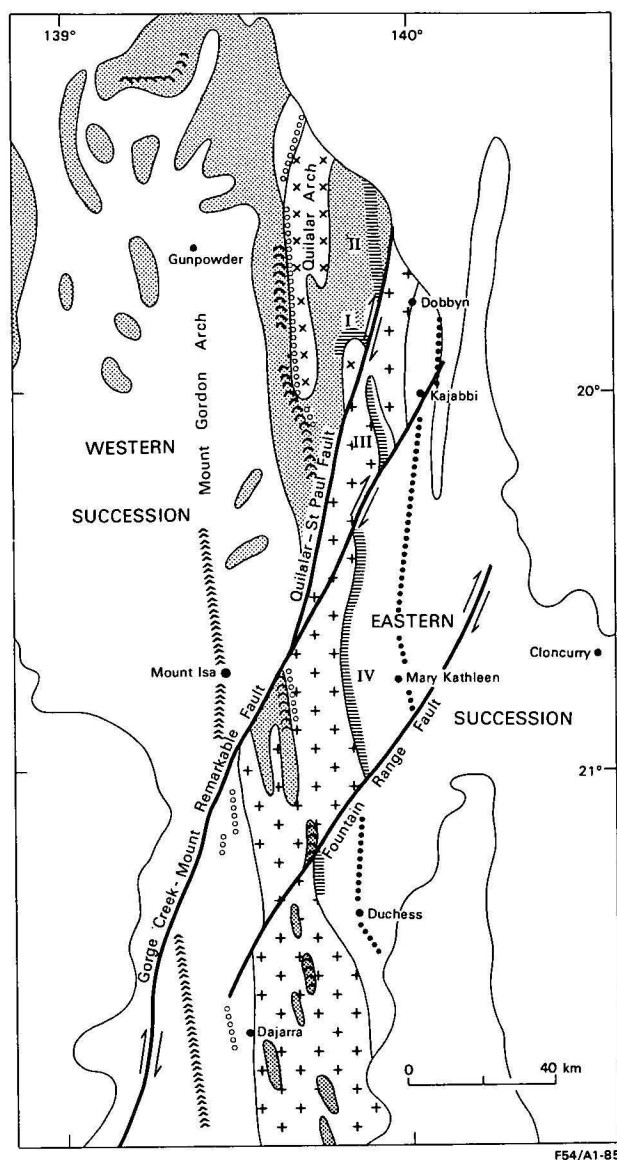 139°
140°
Quilalar Arch
II
Gunpowder
I
Dobbyn
Mount Gordon Arch
20°
Kajabbi
WESTERN
SUCCESSION
III
Quilalar-St Paul Fault
EASTERN
Mount Isa
IV
Mary Kathleen
Cloncurry
SUCCESSION
Gorge Creek-Mount Remarkable Fault
21°
Fountain Range Fault
Duchess
Dajarra
0 40 km
F54/A1-85